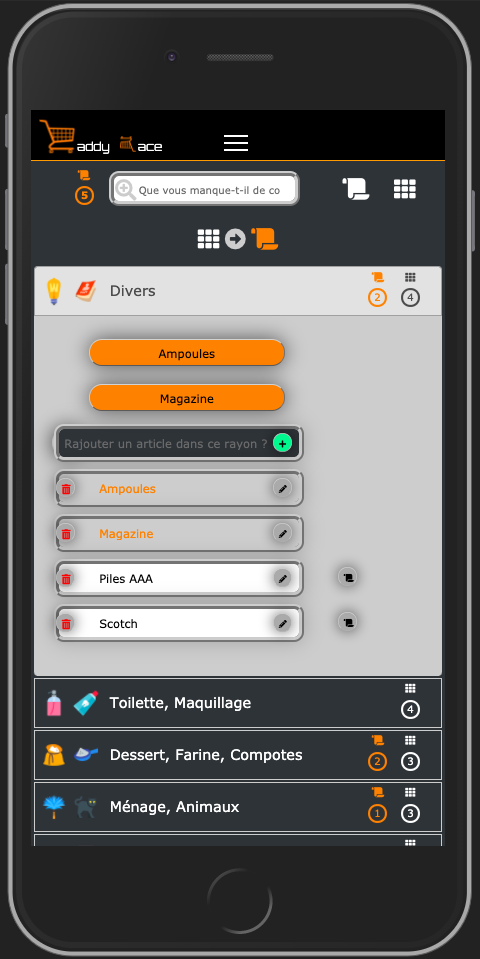 addy ace
5
Que vous manque-t-il de co
Divers
2
4
Ampoules
Magazine
Rajouter un article dans ce rayon ?
+
Ampoules
Magazine
Piles AAA
Scotch
Toilette, Maquillage
4
Dessert, Farine, Compotes
2
3
Ménage, Animaux
1
3